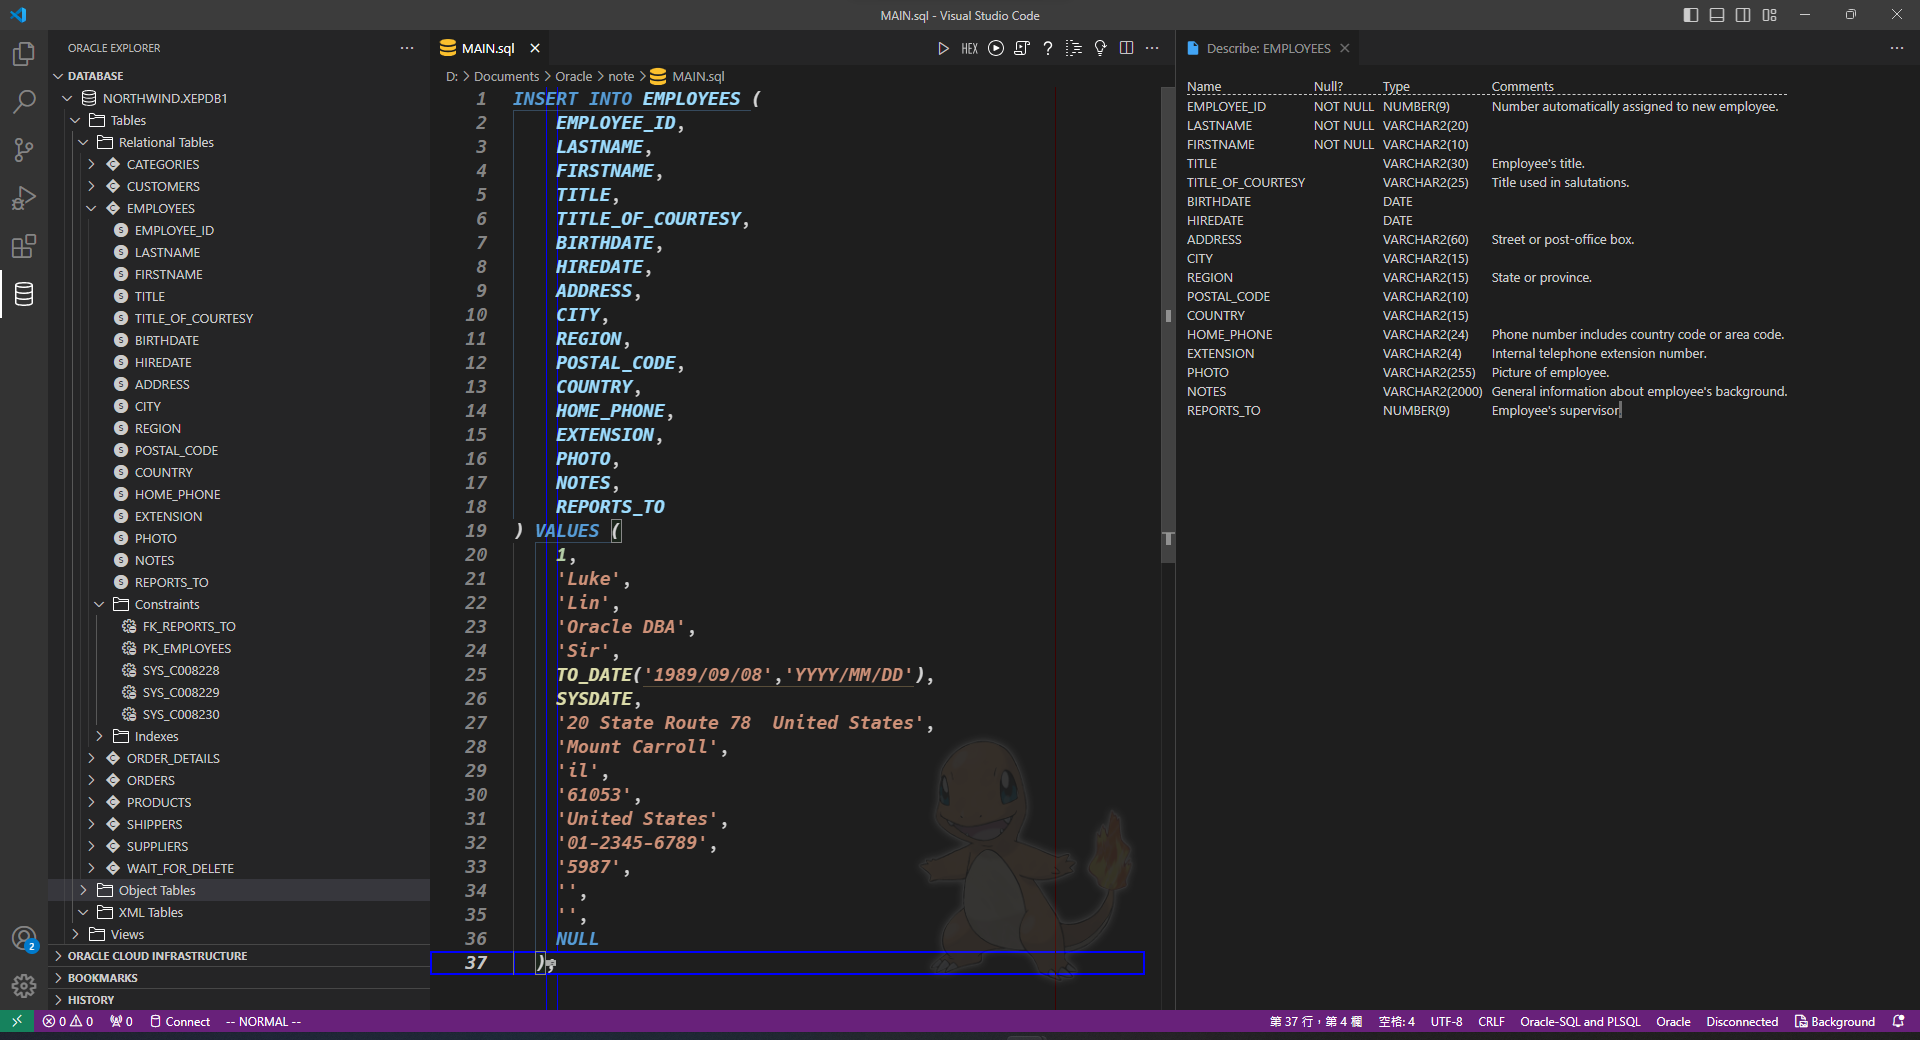 MAIN.sql - Visual Studio Code
ORACLE EXPLORER
DATABASE
NORTHWIND.XEPDB1
Tables
Relational Tables
CATEGORIES
CUSTOMERS
EMPLOYEES
EMPLOYEE_ID
LASTNAME
FIRSTNAME
TITLE
TITLE_OF_COURTESY
BIRTHDATE
HIREDATE
ADDRESS
CITY
REGION
POSTAL_CODE
COUNTRY
HOME_PHONE
EXTENSION
PHOTO
NOTES
REPORTS_TO
Constraints
FK_REPORTS_TO
PK_EMPLOYEES
SYS_C008228
SYS_C008229
SYS_C008230
Indexes
ORDER_DETAILS
ORDERS
PRODUCTS
SHIPPERS
SUPPLIERS
WAIT_FOR_DELETE
Object Tables
XML Tables
Views
ORACLE CLOUD INFRASTRUCTURE
BOOKMARKS
HISTORY
2
MAIN.sql
HEX
D: > Documents > Oracle > note > MAIN.sql
1 INSERT INTO EMPLOYEES (
2 EMPLOYEE_ID,
3 LASTNAME,
4 FIRSTNAME,
5 TITLE,
6 TITLE_OF_COURTESY,
7 BIRTHDATE,
8 HIREDATE,
9 ADDRESS,
10 CITY,
11 REGION,
12 POSTAL_CODE,
13 COUNTRY,
14 HOME_PHONE,
15 EXTENSION,
16 PHOTO,
17 NOTES,
18 REPORTS_TO
19 ) VALUES (
20 1,
21 'Luke',
22 'Lin',
23 'Oracle DBA',
24 'Sir',
25 TO_DATE('1989/09/08','YYYY/MM/DD'),
26 SYSDATE,
27 '20 State Route 78  United States',
28 'Mount Carroll',
29 'il',
30 '61053',
31 'United States',
32 '01-2345-6789',
33 '5987',
34 '',
35 '',
36 NULL
37 );
Describe: EMPLOYEES
Name Null? Type Comments
EMPLOYEE_ID NOT NULL NUMBER(9) Number automatically assigned to new employee.
LASTNAME NOT NULL VARCHAR2(20)
FIRSTNAME NOT NULL VARCHAR2(10)
TITLE VARCHAR2(30) Employee's title.
TITLE_OF_COURTESY VARCHAR2(25) Title used in salutations.
BIRTHDATE DATE
HIREDATE DATE
ADDRESS VARCHAR2(60) Street or post-office box.
CITY VARCHAR2(15)
REGION VARCHAR2(15) State or province.
POSTAL_CODE VARCHAR2(10)
COUNTRY VARCHAR2(15)
HOME_PHONE VARCHAR2(24) Phone number includes country code or area code.
EXTENSION VARCHAR2(4) Internal telephone extension number.
PHOTO VARCHAR2(255) Picture of employee.
NOTES VARCHAR2(2000) General information about employee's background.
REPORTS_TO NUMBER(9) Employee's supervisor
0 0 0 Connect -- NORMAL -- 第 37 行，第 4 欄 空格: 4 UTF-8 CRLF Oracle-SQL and PLSQL Oracle Disconnected Background